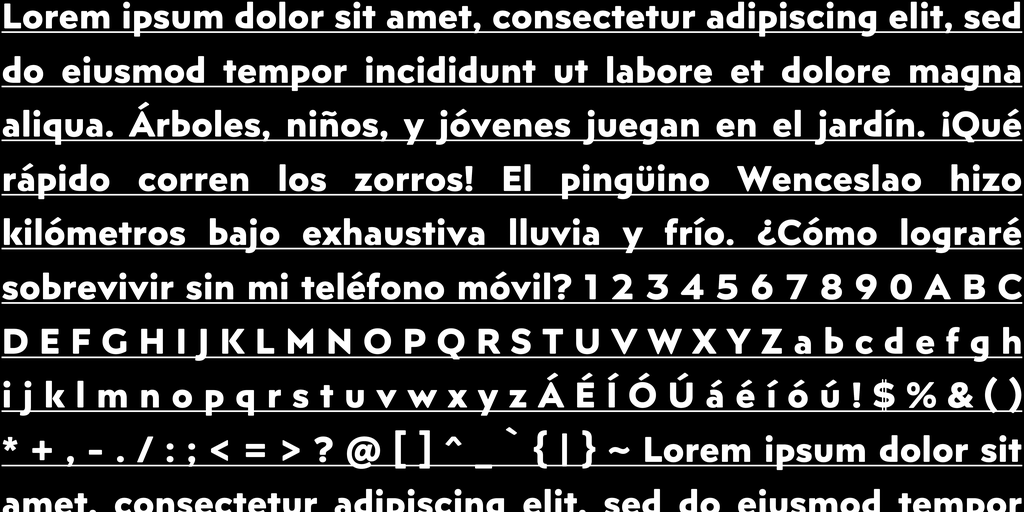 Lorem ipsum dolor sit amet, consectetur adipiscing elit, sed
do eiusmod tempor incididunt ut labore et dolore magna
aliqua. Árboles, niños, y jóvenes juegan en el jardín. ¡Qué
rápido corren los zorros! El pingüino Wenceslao hizo
kilómetros bajo exhaustiva lluvia y frío. ¿Cómo lograré
sobrevivir sin mi teléfono móvil? 1 2 3 4 5 6 7 8 9 0 A B C
D E F G H I J K L M N O P Q R S T U V W X Y Z a b c d e f g h
i j k l m n o p q r s t u v w x y z Á É Í Ó Ú á é í ó ú ! $ % & ( )
* + , - . / : ; < = > ? @ [ ] ^ _ ` { | } ~ Lorem ipsum dolor sit
amet, consectetur adipiscing elit, sed do eiusmod tempor